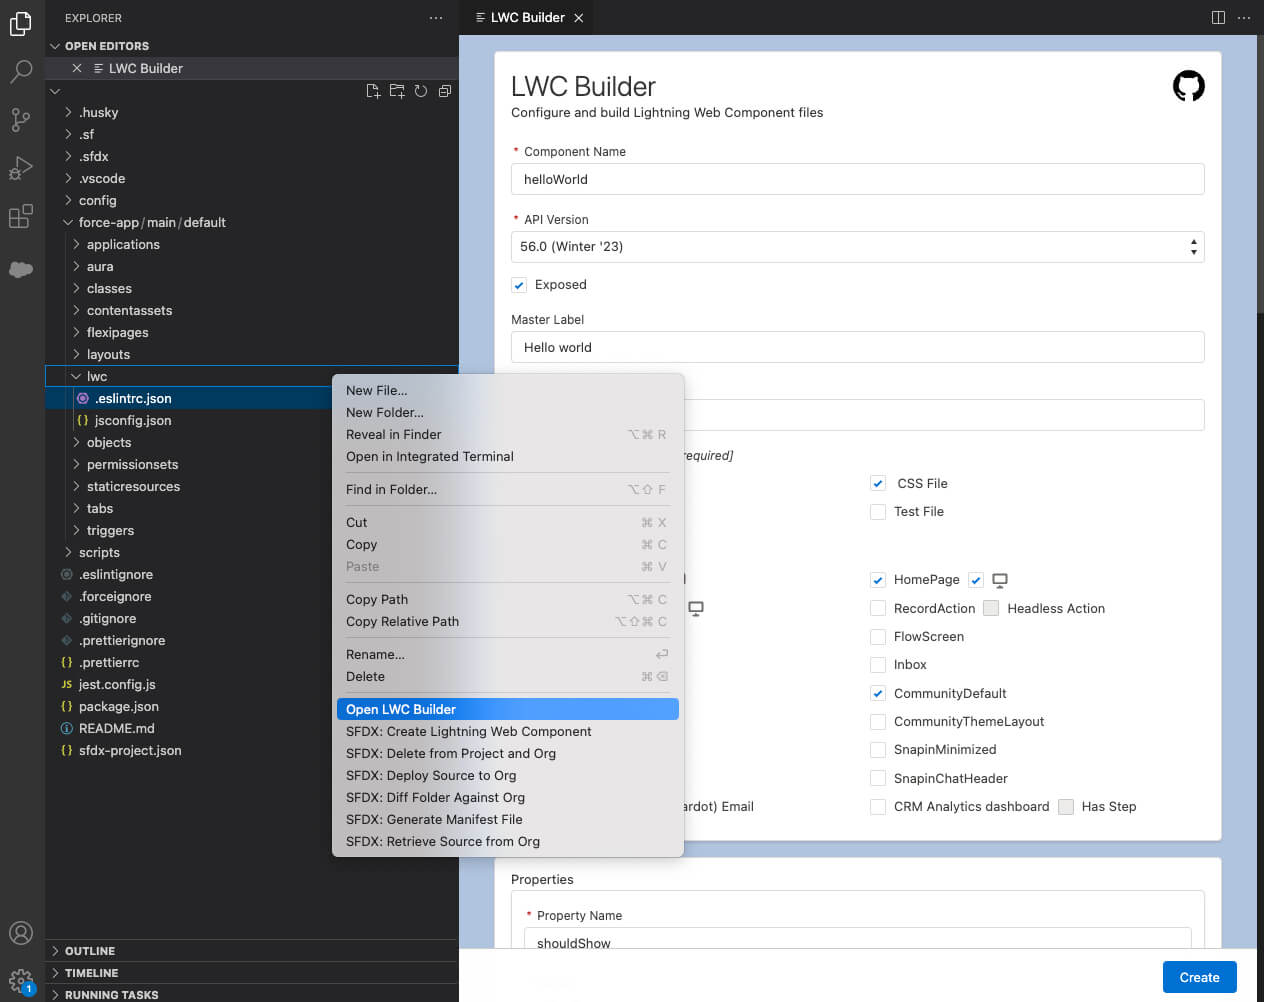 EXPLORER
OPEN EDITORS
LWC Builder
.husky
.sf
.sfdx
.vscode
config
force-app / main / default
applications
aura
classes
contentassets
flexipages
layouts
lwc
.eslintrc.json
{} jsconfig.json
objects
permissionsets
staticresources
tabs
triggers
scripts
.eslintignore
.forceignore
.gitignore
.prettierignore
{} .prettierrc
JS jest.config.js
{} package.json
README.md
{} sfdx-project.json
OUTLINE
TIMELINE
RUNNING TASKS
1
New File...
New Folder...
Reveal in Finder ⌥⌘ R
Open in Integrated Terminal
Find in Folder... ⌥⇧ F
Cut ⌘ X
Copy ⌘ C
Paste ⌘ V
Copy Path ⌥⌘ C
Copy Relative Path ⌥⇧⌘ C
Rename... ⏎
Delete ⌘⌫
Open LWC Builder
SFDX: Create Lightning Web Component
SFDX: Delete from Project and Org
SFDX: Deploy Source to Org
SFDX: Diff Folder Against Org
SFDX: Generate Manifest File
SFDX: Retrieve Source from Org
LWC Builder
LWC Builder
Configure and build Lightning Web Component files
* Component Name
helloWorld
* API Version
56.0 (Winter '23)
Exposed
Master Label
Hello world
required]
CSS File
Test File
HomePage
RecordAction Headless Action
FlowScreen
Inbox
CommunityDefault
CommunityThemeLayout
SnapinMinimized
SnapinChatHeader
ardot) Email
CRM Analytics dashboard Has Step
Properties
* Property Name
shouldShow
Create